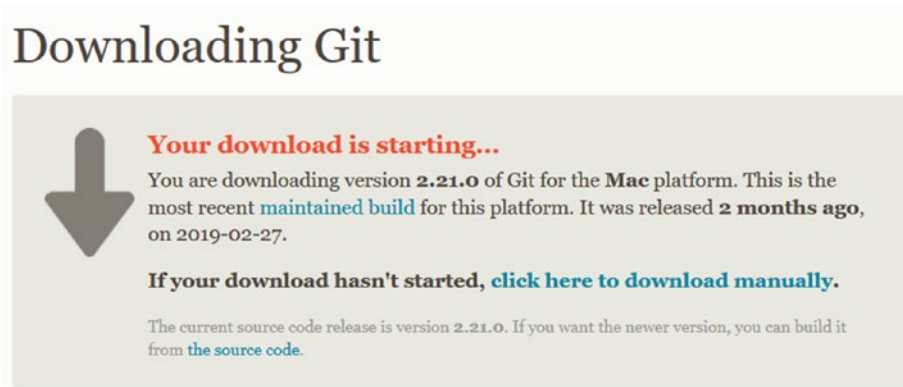 Downloading Git
Your download is starting...
You are downloading version 2.21.0 of Git for the Mac platform. This is the
most recent maintained build for this platform. It was released 2 months ago,
on 2019-02-27.
If your download hasn't started, click here to download manually.
The current source code release is version 2.21.0. If you want the newer version, you can build it
from the source code.